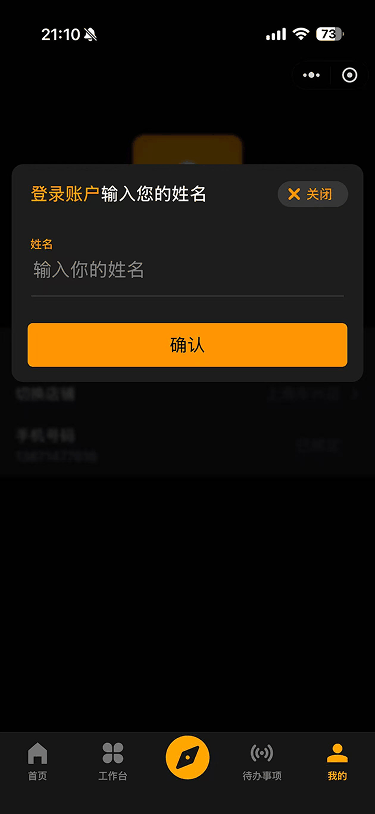 21:10
73
登录账户输入您的姓名
关闭
姓名
输入你的姓名
确认
切换店铺
手机号码
首页
工作台
待办事项
我的